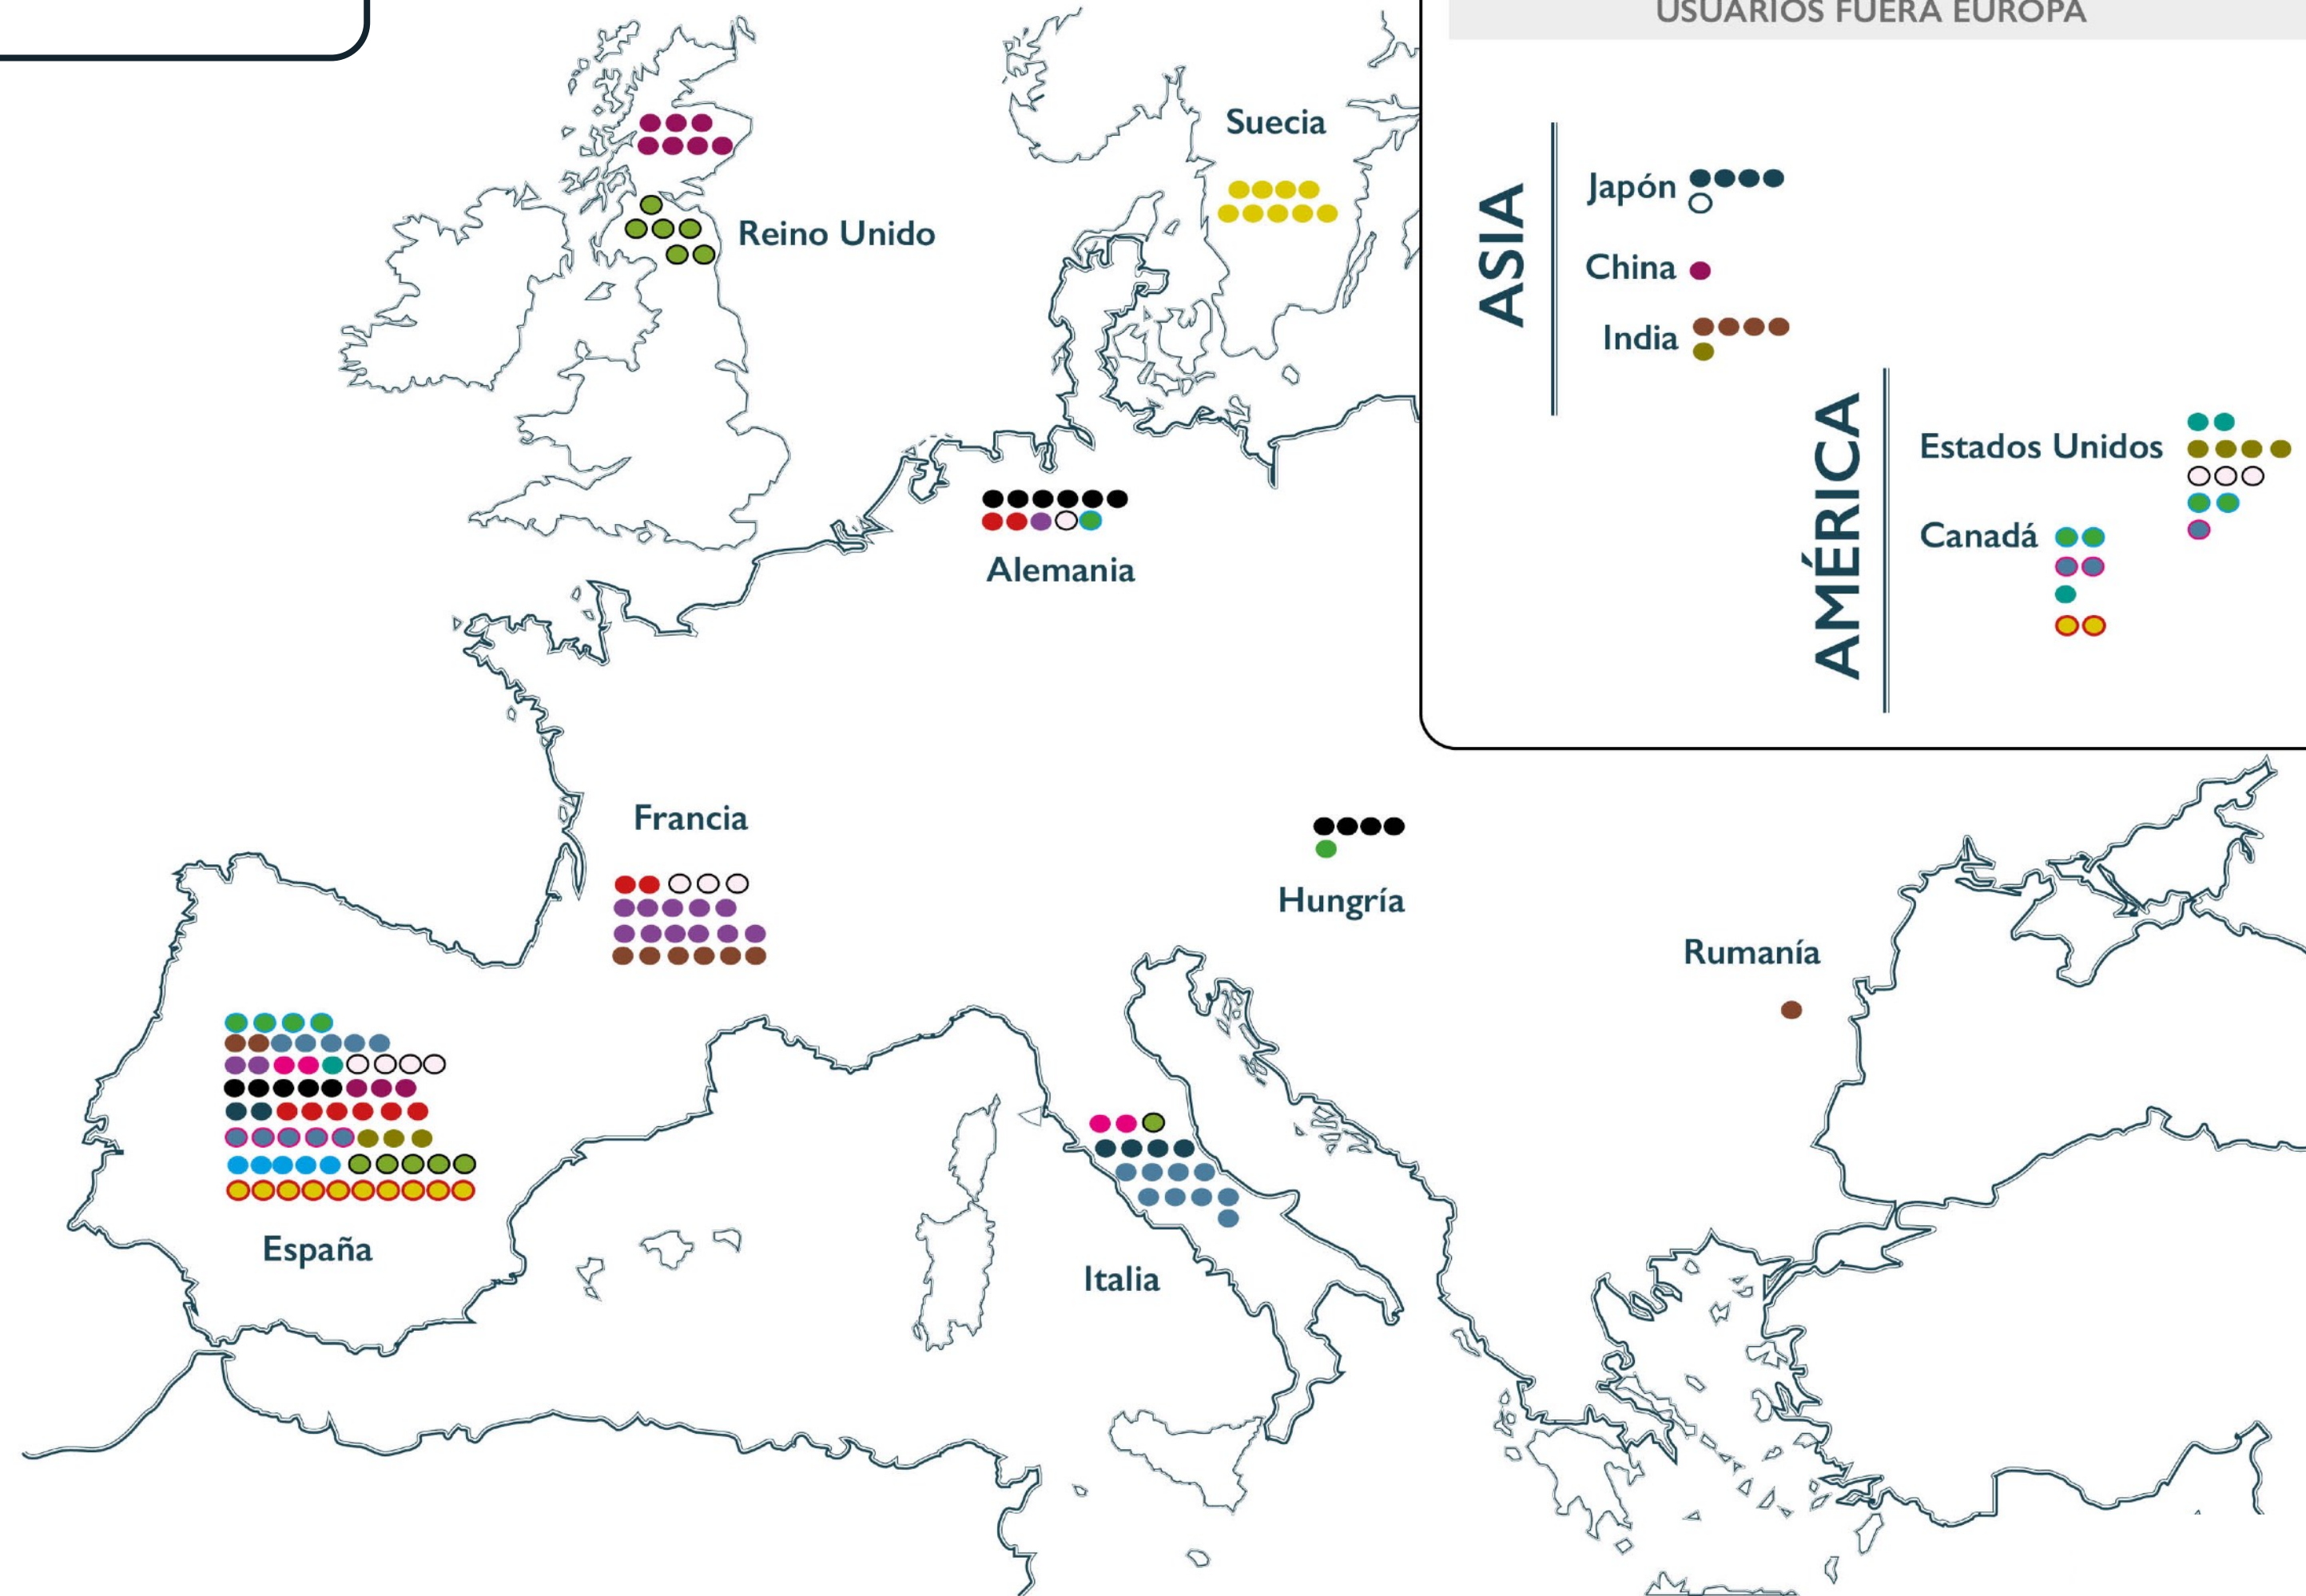 USUARIOS FUERA EUROPA
Suecia
Reino Unido
Alemania
Francia
Hungría
Rumanía
España
Italia
ASIA
Japón
China
India
AMÉRICA
Estados Unidos
Canadá